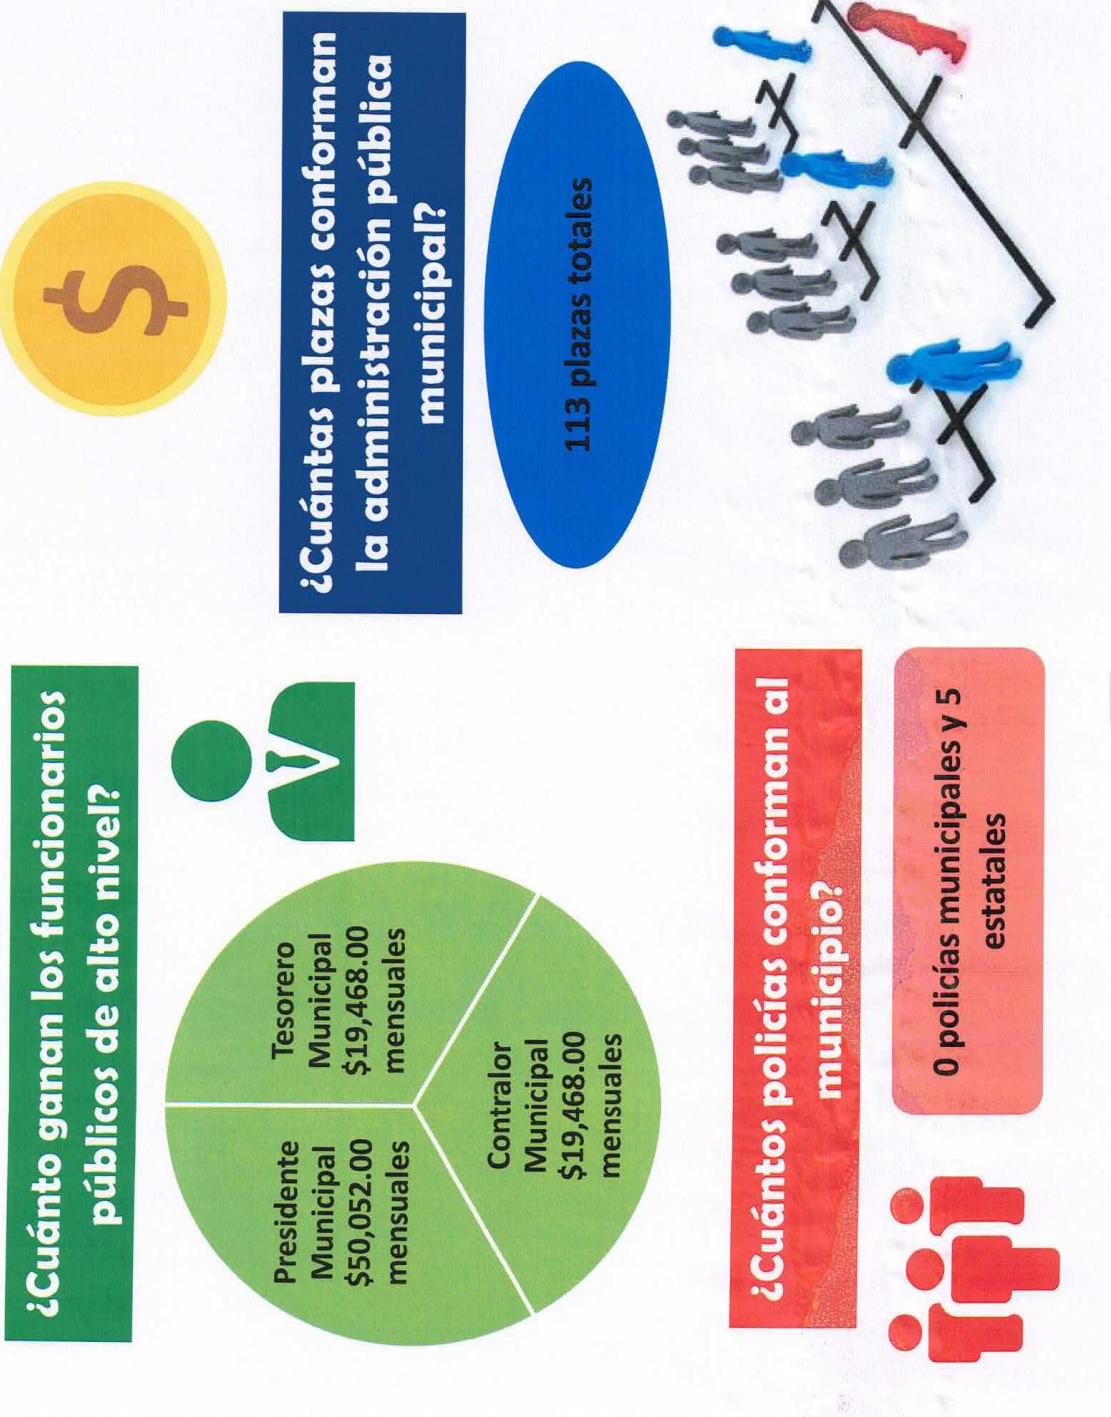 ¿Cuánto ganan los funcionarios
públicos de alto nivel?
Presidente
Municipal
$50,052.00
mensuales
Tesorero
Municipal
$19,468.00
mensuales
Contralor
Municipal
$19,468.00
mensuales
$
¿Cuántas plazas conforman
la administración pública
municipal?
113 plazas totales
¿Cuántos policías conforman al
municipio?
0 policías municipales y 5
estatales